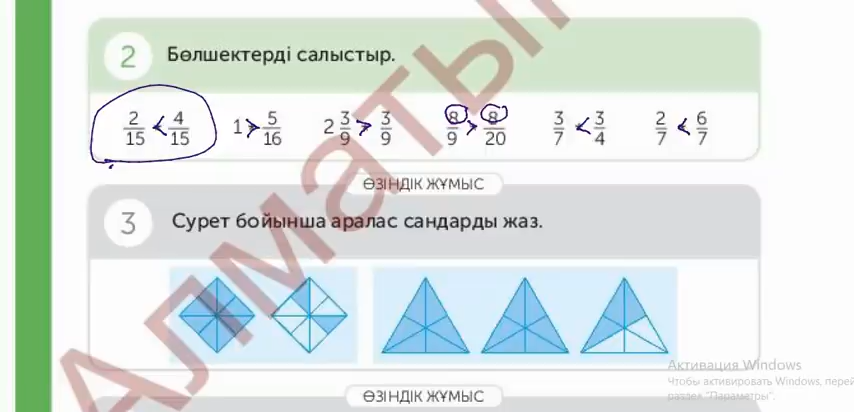 2 Бөлшектерді салыстыр.
2/15 < 4/15 1 > 5/16 2 3/9 > 3/9 8/9 > 8/20 3/7 < 3/4 2/7 < 6/7
ӨЗІНДІК ЖҰМЫС
3 Сурет бойынша аралас сандарды жаз.
Активация Windows
Чтобы активировать Windows, перей
раздел "Параметры".
ӨЗІНДІК ЖҰМЫС
Алматы